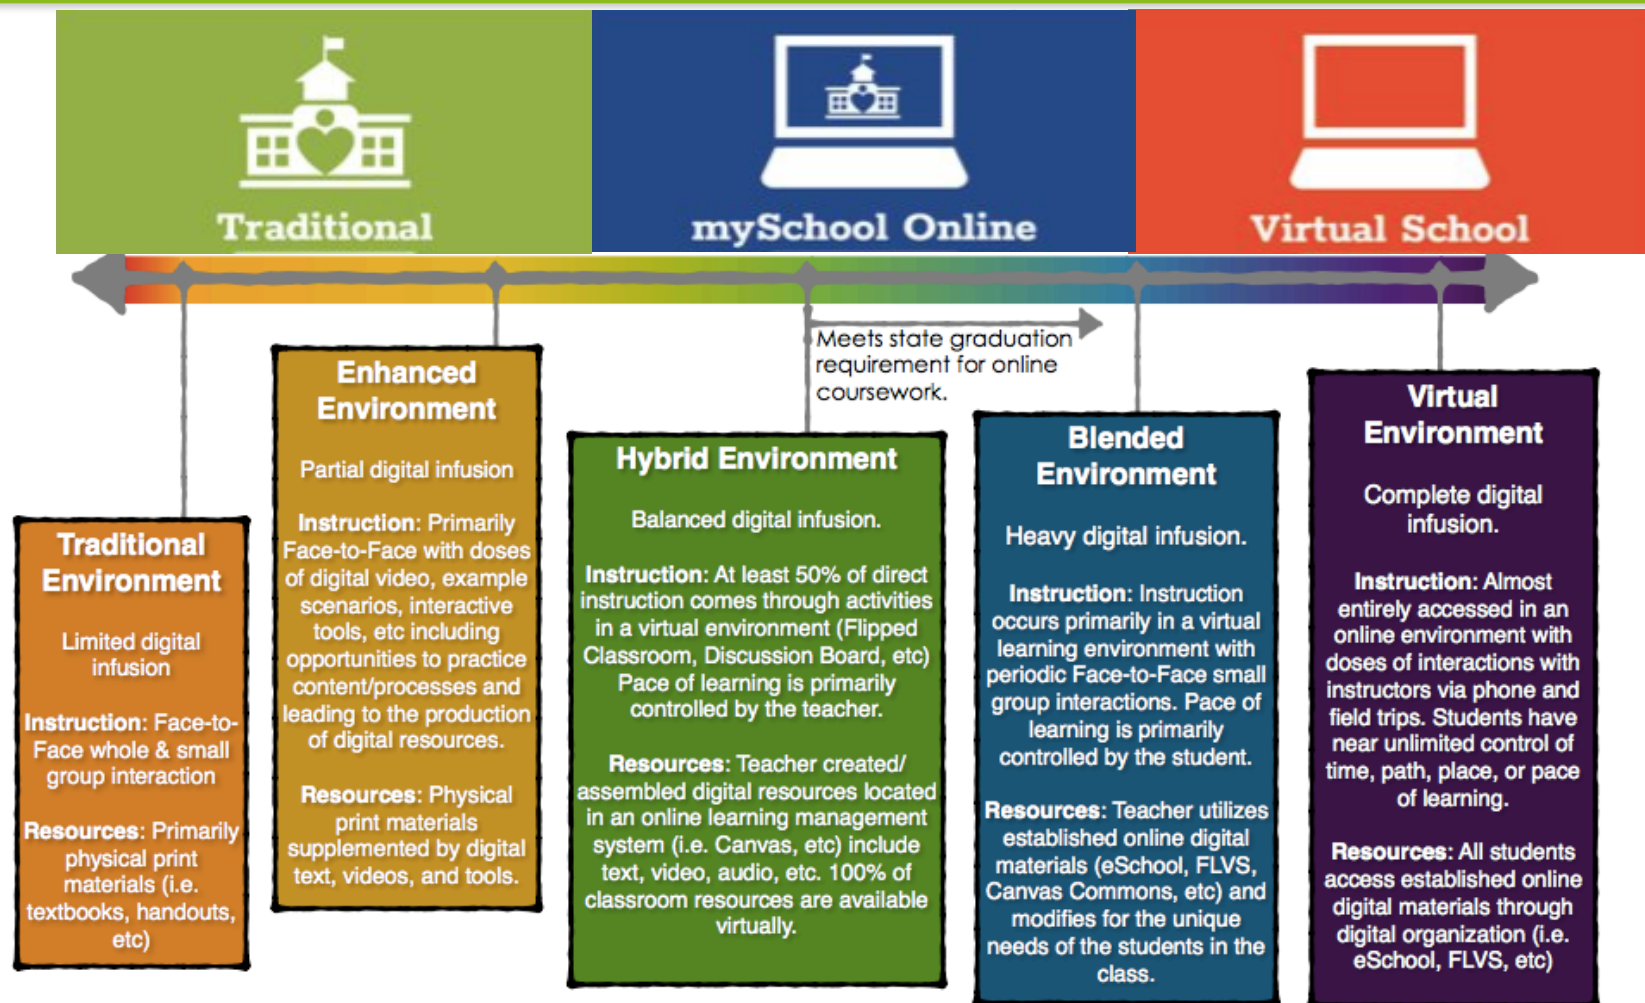 Traditional
mySchool Online
Virtual School
Meets state graduation
requirement for online
coursework.
Traditional
Environment
Limited digital
infusion
Instruction: Face-to-
Face whole & small
group interaction
Resources: Primarily
physical print
materials (i.e.
textbooks, handouts,
etc)
Enhanced
Environment
Partial digital infusion
Instruction: Primarily
Face-to-Face with doses
of digital video, example
scenarios, interactive
tools, etc including
opportunities to practice
content/processes and
leading to the production
of digital resources.
Resources: Physical
print materials
supplemented by digital
text, videos, and tools.
Hybrid Environment
Balanced digital infusion.
Instruction: At least 50% of direct
instruction comes through activities
in a virtual environment (Flipped
Classroom, Discussion Board, etc)
Pace of learning is primarily
controlled by the teacher.
Resources: Teacher created/
assembled digital resources located
in an online learning management
system (i.e. Canvas, etc) include
text, video, audio, etc. 100% of
classroom resources are available
virtually.
Blended
Environment
Heavy digital infusion.
Instruction: Instruction
occurs primarily in a virtual
learning environment with
periodic Face-to-Face small
group interactions. Pace of
learning is primarily
controlled by the student.
Resources: Teacher utilizes
established online digital
materials (eSchool, FLVS,
Canvas Commons, etc) and
modifies for the unique
needs of the students in the
class.
Virtual
Environment
Complete digital
infusion.
Instruction: Almost
entirely accessed in an
online environment with
doses of interactions with
instructors via phone and
field trips. Students have
near unlimited control of
time, path, place, or pace
of learning.
Resources: All students
access established online
digital materials through
digital organization (i.e.
eSchool, FLVS, etc)